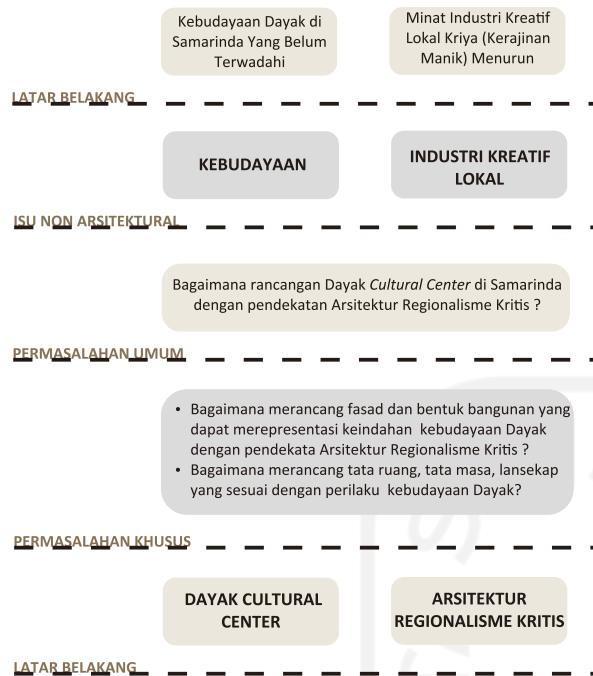 Kebudayaan Dayak di
Samarinda Yang Belum
Terwadahi
Minat Industri Kreatif
Lokal Kriya (Kerajinan
Manik) Menurun
LATAR BELAKANG
KEBUDAYAAN
INDUSTRI KREATIF
LOKAL
ISU NON ARSITEKTURAL
Bagaimana rancangan Dayak Cultural Center di Samarinda
dengan pendekatan Arsitektur Regionalisme Kritis ?
PERMASALAHAN UMUM
• Bagaimana merancang fasad dan bentuk bangunan yang
dapat merepresentasi keindahan kebudayaan Dayak
dengan pendekata Arsitektur Regionalisme Kritis ?
• Bagaimana merancang tata ruang, tata masa, lansekap
yang sesuai dengan perilaku kebudayaan Dayak?
PERMASALAHAN KHUSUS
DAYAK CULTURAL
CENTER
ARSITEKTUR
REGIONALISME KRITIS
LATAR BELAKANG